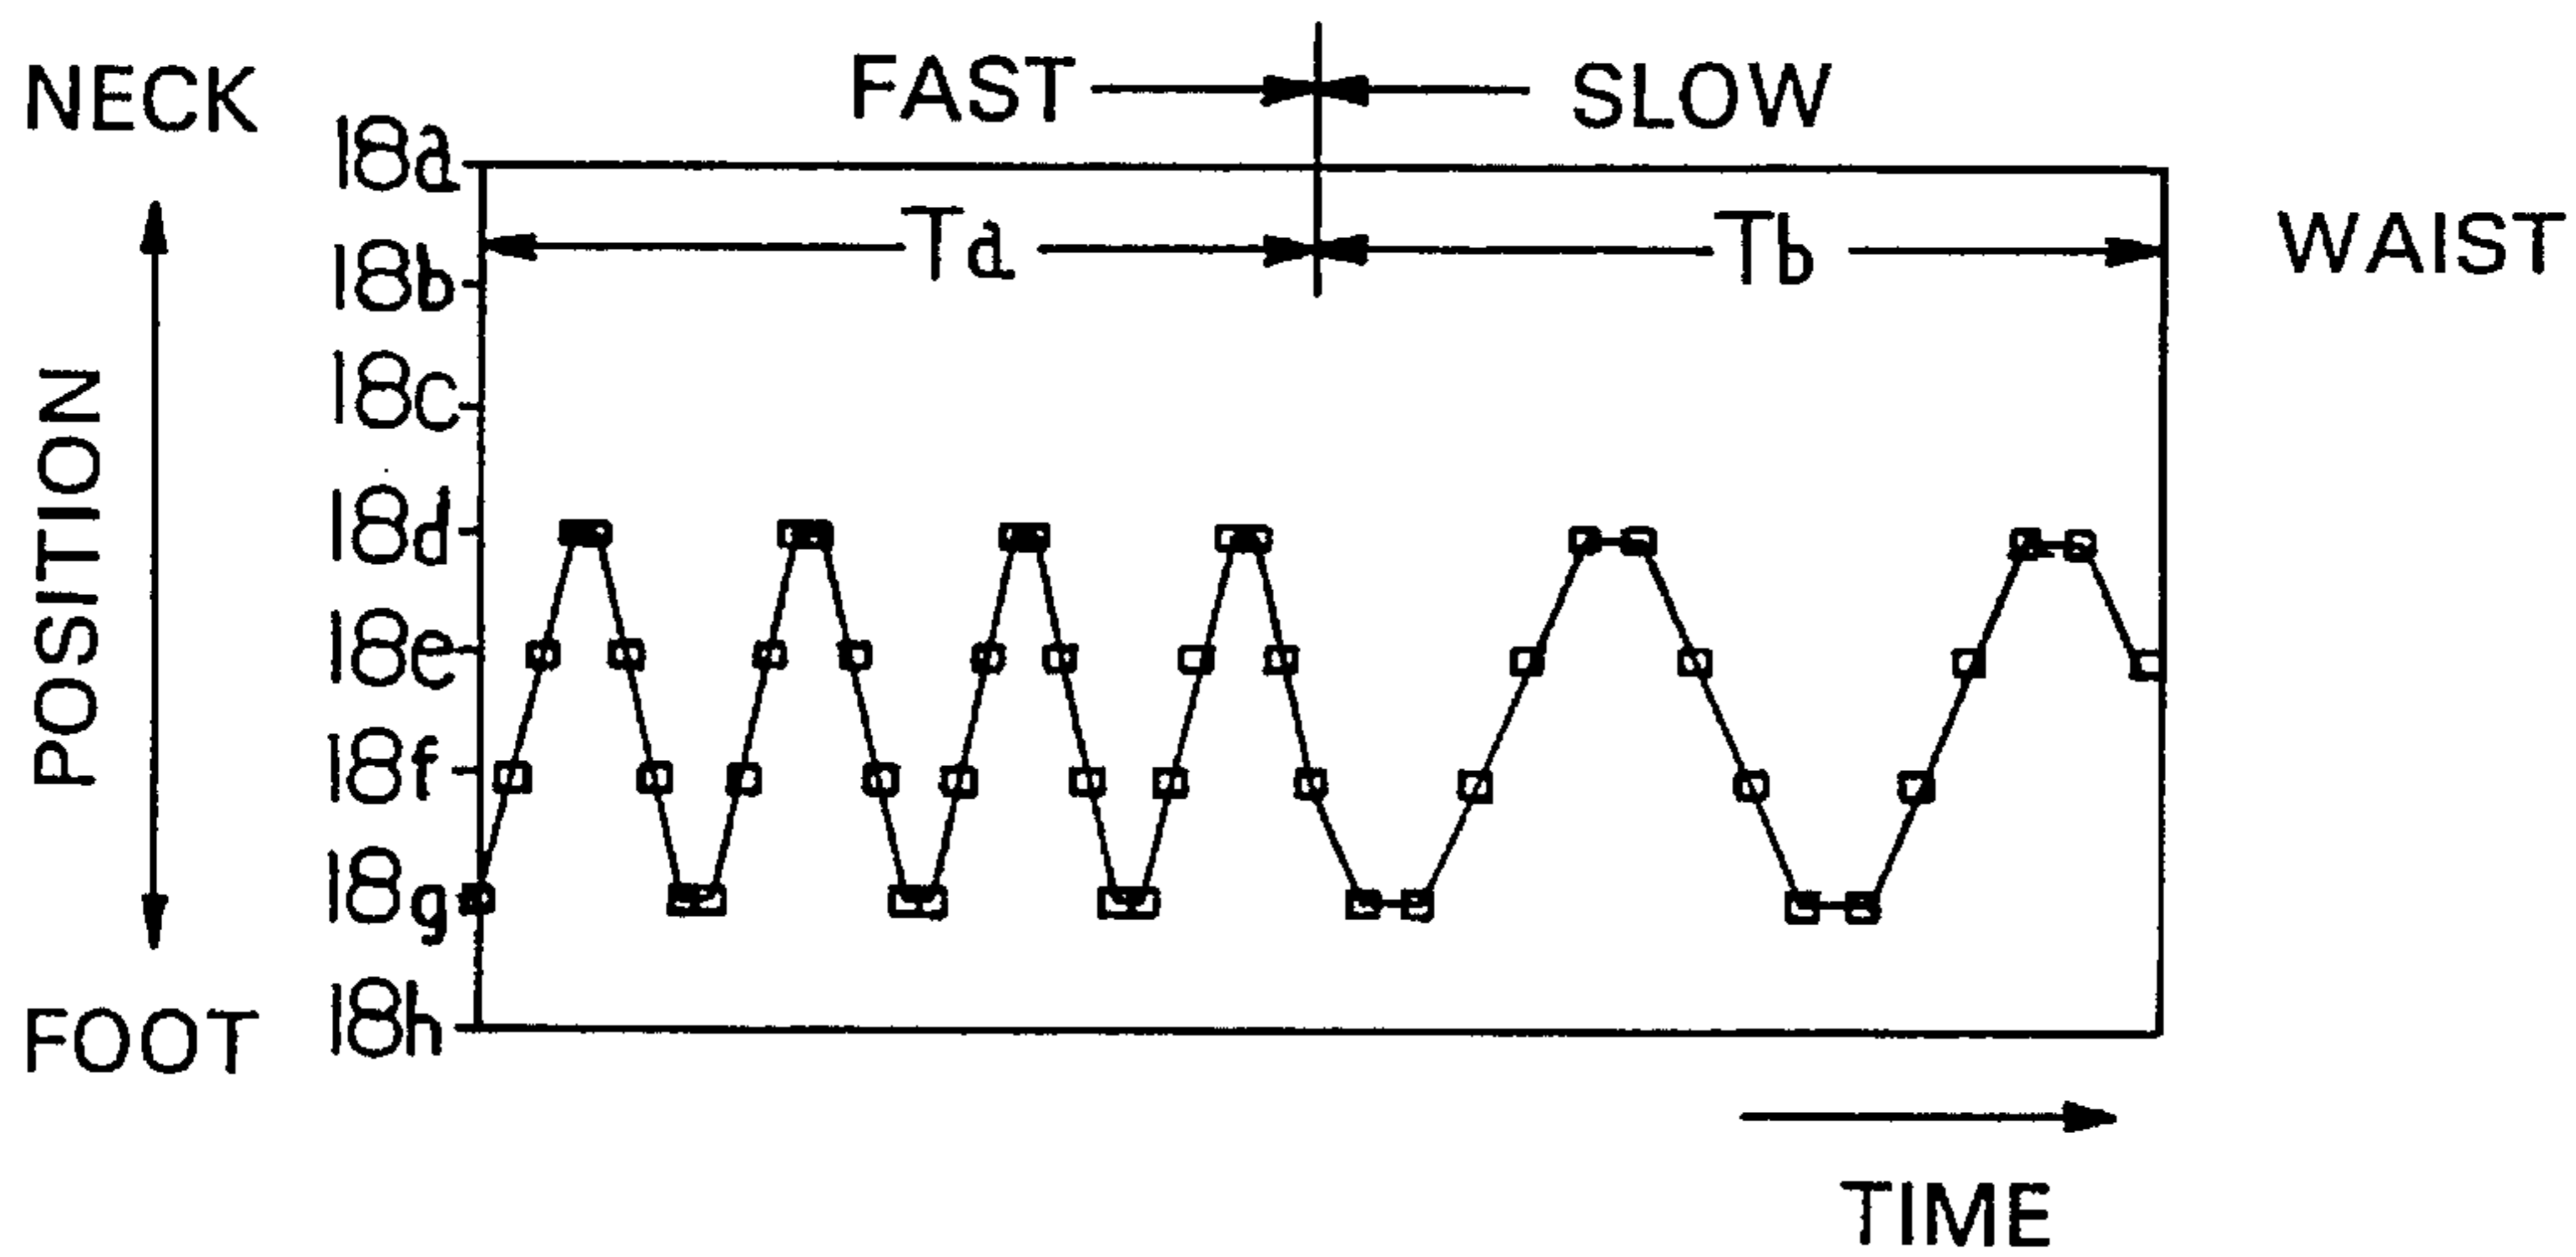 NECK
FAST
SLOW
18a
Ta
Tb
WAIST
18b
18c
POSITION
18d
18e
18f
18g
FOOT
18h
TIME